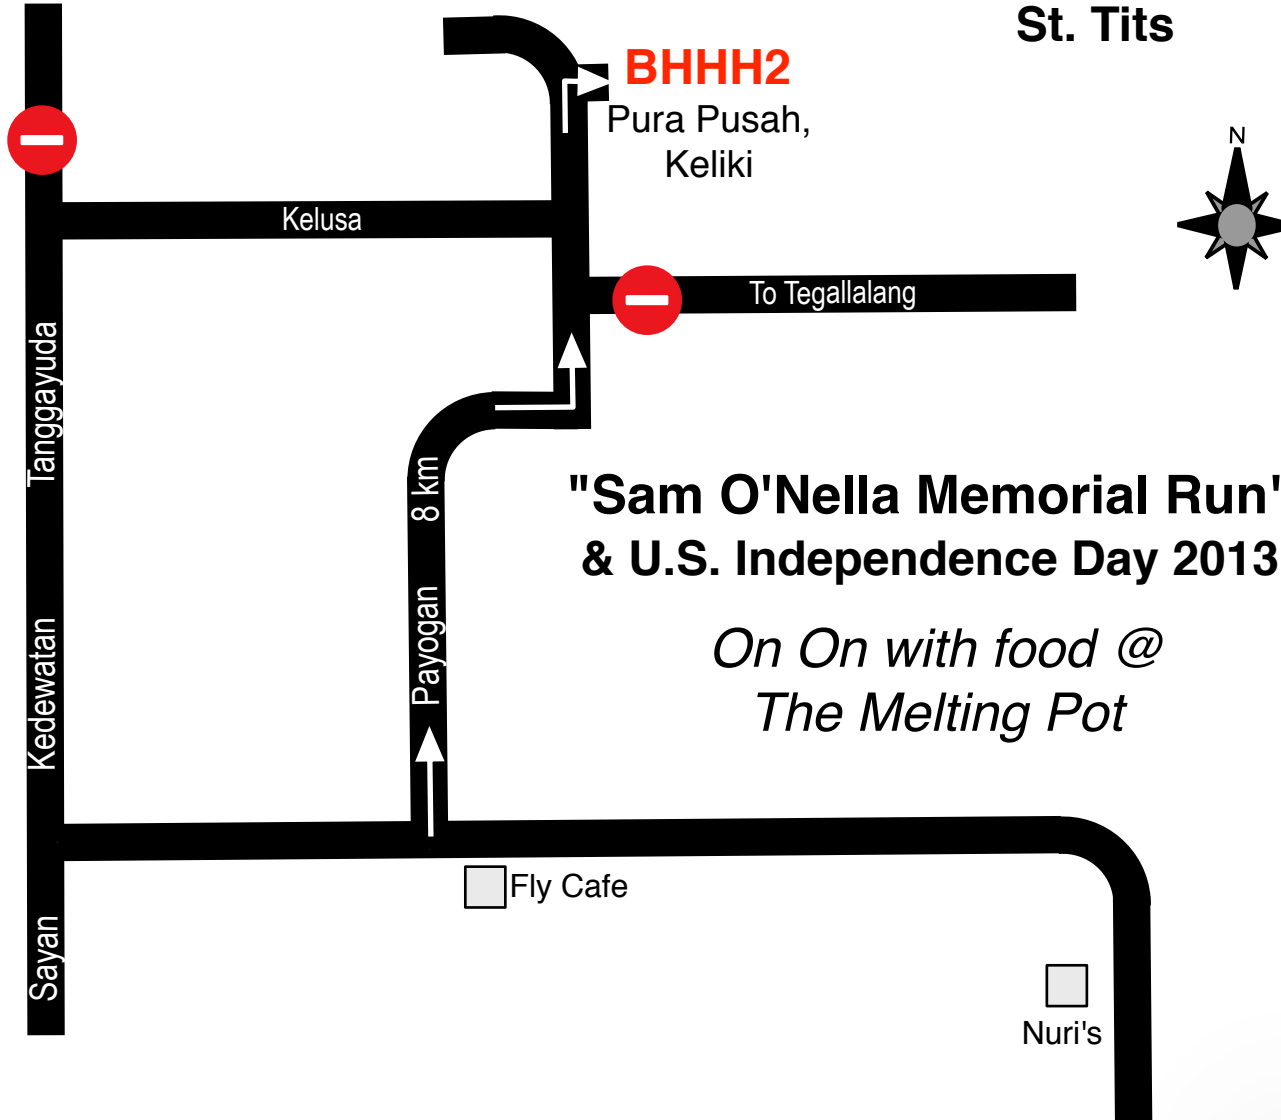 St. Tits
BHHH2
Pura Pusah,
Keliki
N
Kelusa
To Tegallalang
Tanggayuda
8 km
"Sam O'Nella Memorial Run"
& U.S. Independence Day 2013
Payogan
Kedewatan
On On with food @
The Melting Pot
Fly Cafe
Sayan
Nuri's